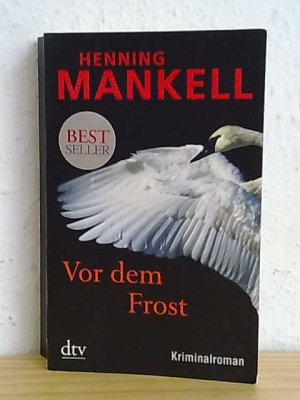 HENNING
MANKELL
BEST
SELLER
Vor dem
Frost
dtv
Kriminalroman